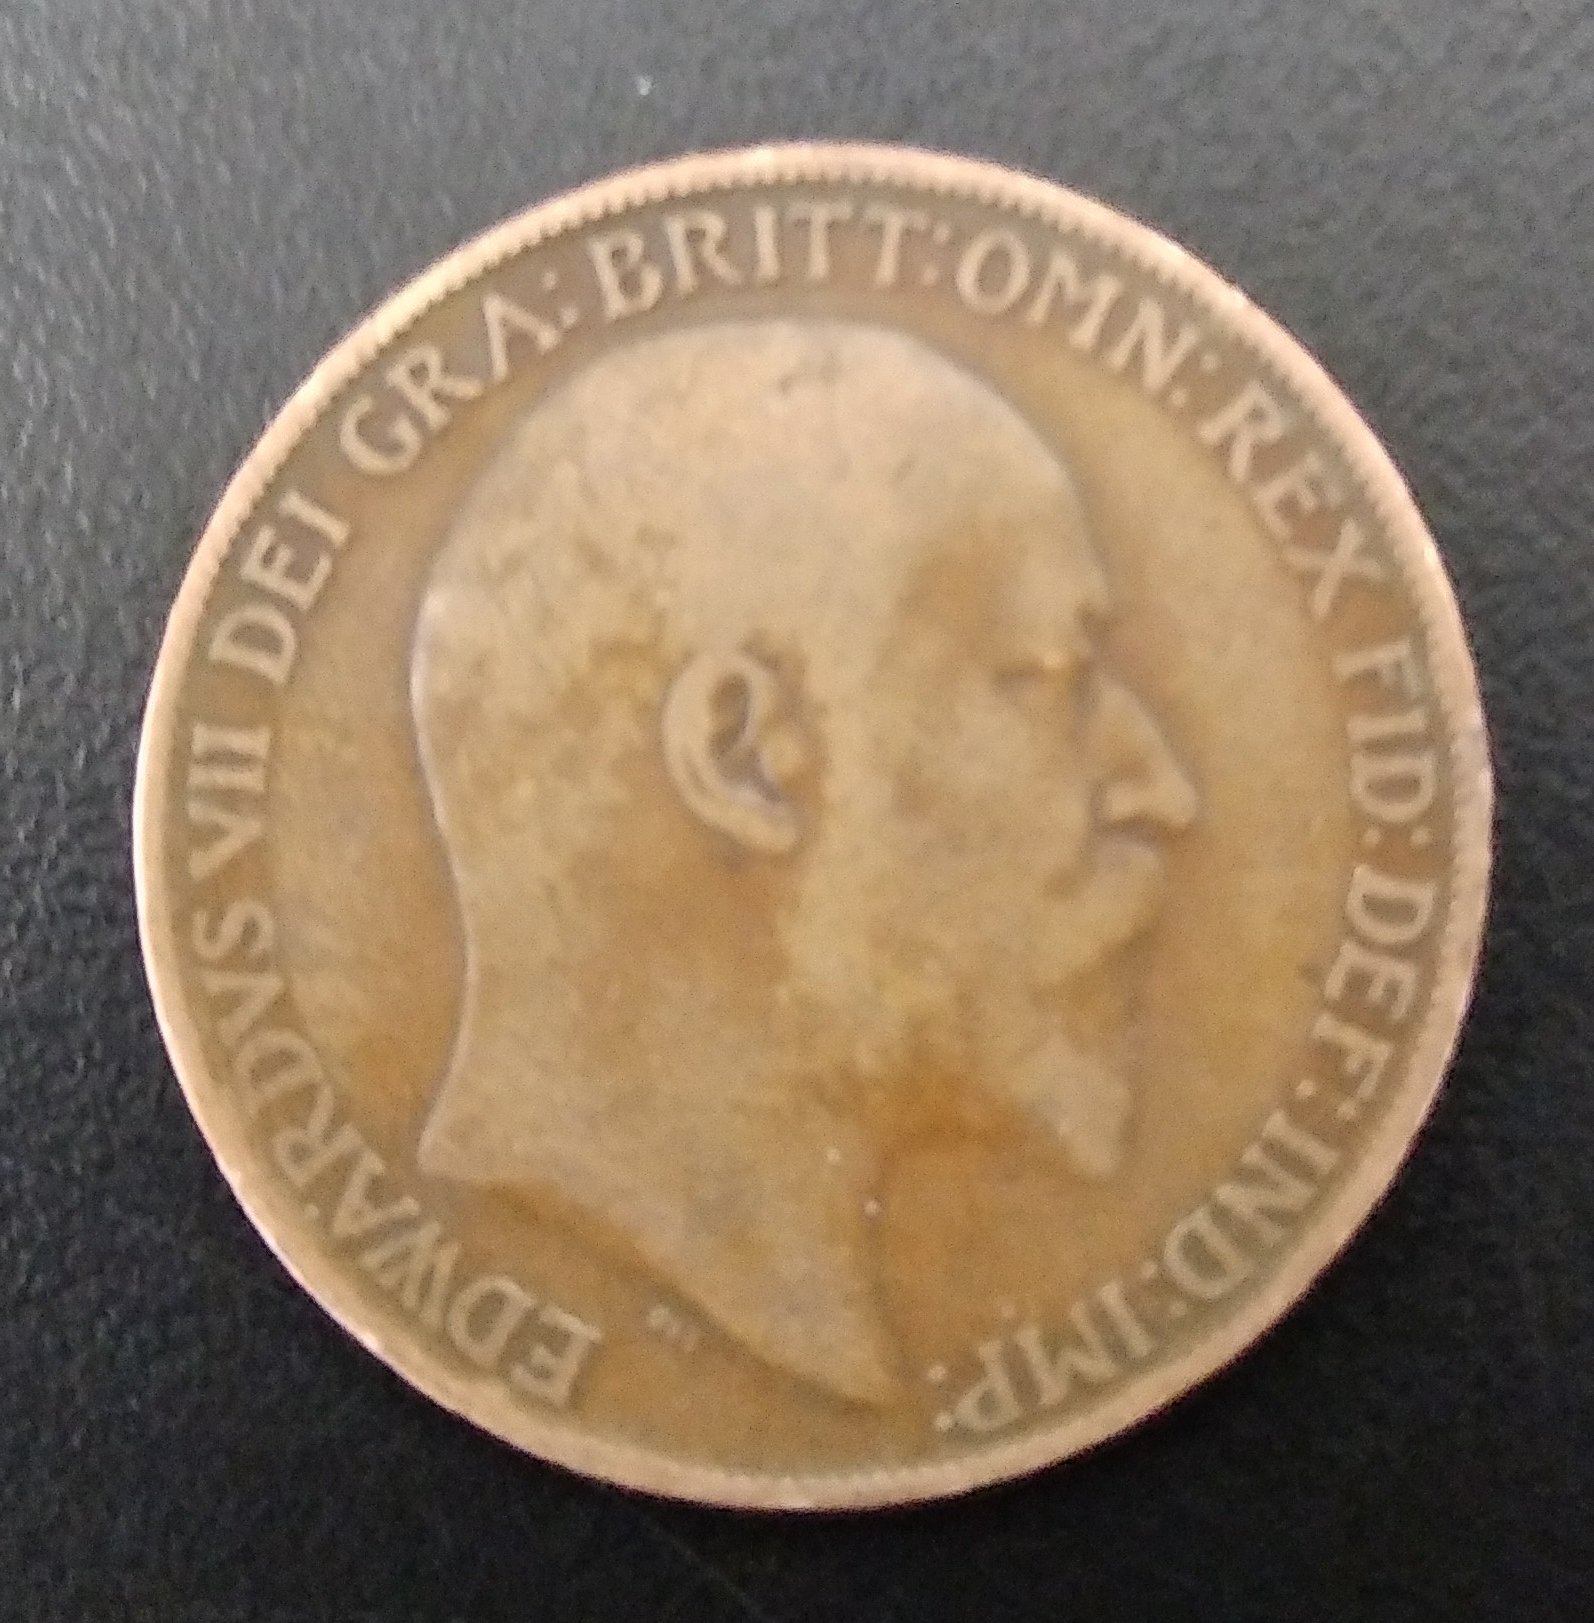 EDWARDVS VII DEI GRA: BRITT: OMN: REX FID: DEF: IND: IMP: